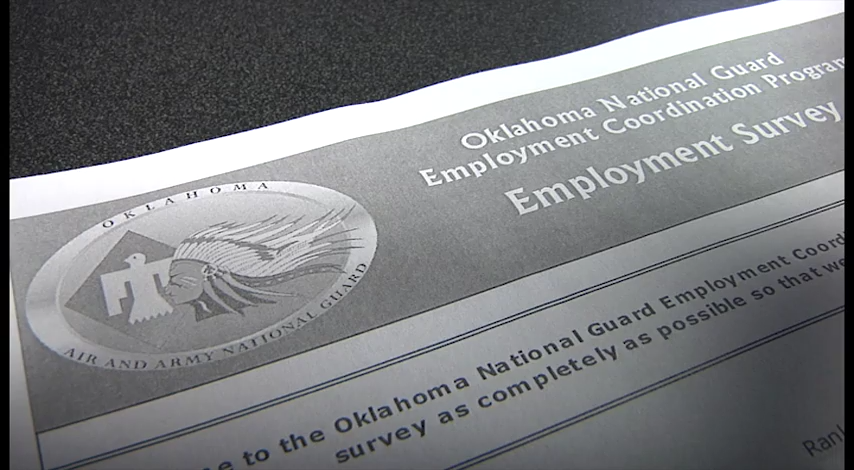 OKLAHOMA
AIR AND ARMY NATIONAL GUARD
Oklahoma National Guard
Employment Coordination Program
Employment Survey
to the Oklahoma National Guard Employment
survey as completely as possible so that we